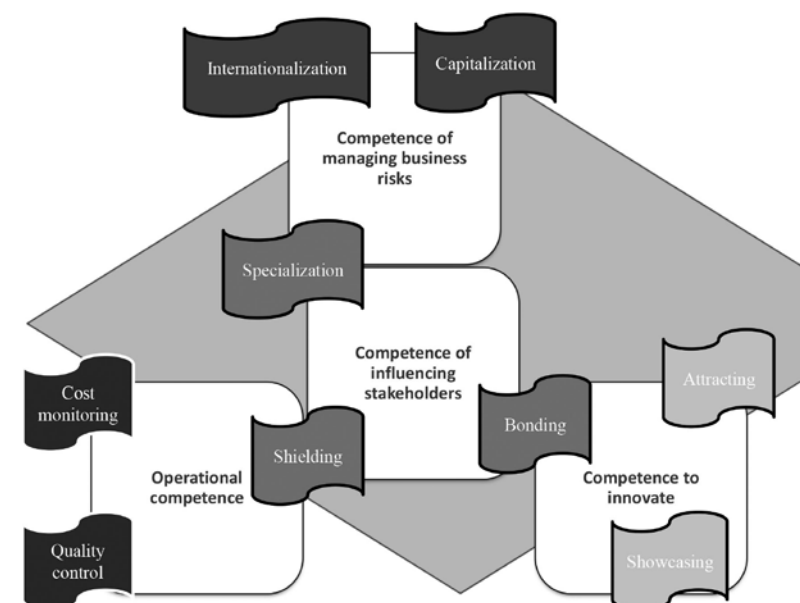 Internationalization
Capitalization
Competence of
managing business
risks
Specialization
Competence of
influencing
stakeholders
Attracting
Cost
monitoring
Bonding
Shielding
Operational
competence
Competence to
innovate
Quality
control
Showcasing